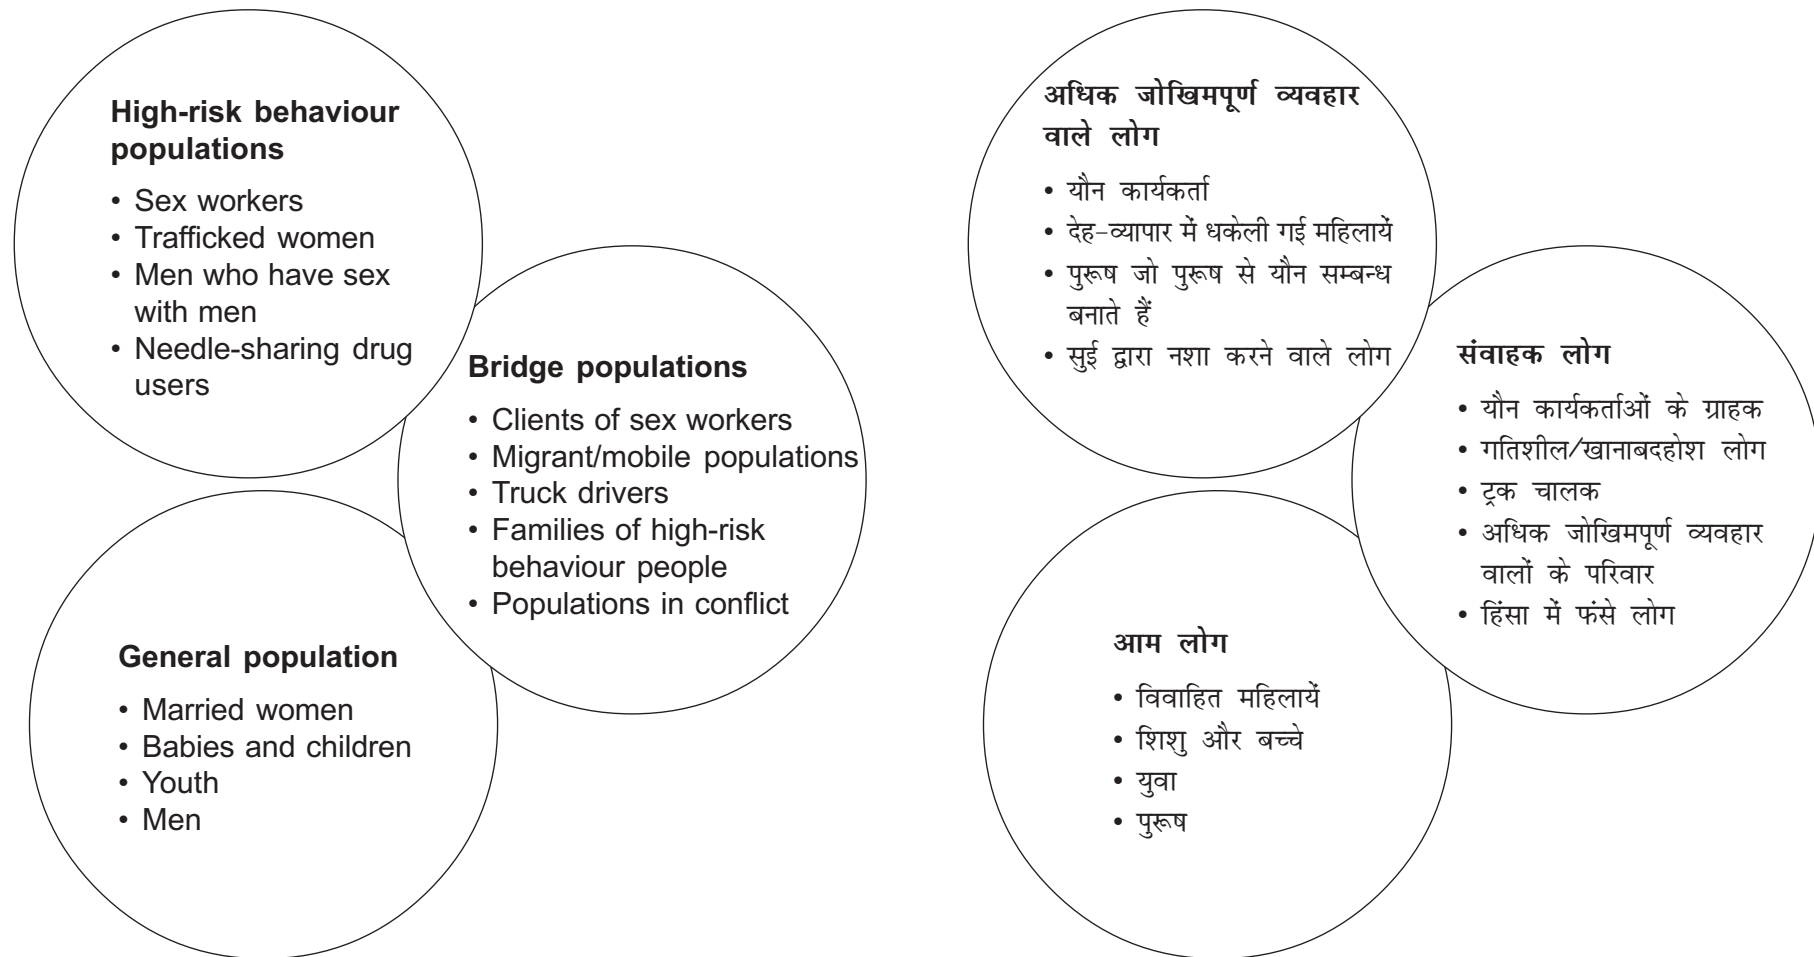 High-risk behaviour
populations
• Sex workers
• Trafficked women
• Men who have sex
with men
• Needle-sharing drug
users
Bridge populations
• Clients of sex workers
• Migrant/mobile populations
• Truck drivers
• Families of high-risk
behaviour people
• Populations in conflict
General population
• Married women
• Babies and children
• Youth
• Men
अधिक जोखिमपूर्ण व्यवहार
वाले लोग
• यौन कार्यकर्ता
• देह-व्यापार में धकेली गई महिलायें
• पुरूष जो पुरूष से यौन सम्बन्ध
बनाते हैं
• सुई द्वारा नशा करने वाले लोग
संवाहक लोग
• यौन कार्यकर्ताओं के ग्राहक
• गतिशील/खानाबदहोश लोग
• ट्रक चालक
• अधिक जोखिमपूर्ण व्यवहार
वालों के परिवार
• हिंसा में फंसे लोग
आम लोग
• विवाहित महिलायें
• शिशु और बच्चे
• युवा
• पुरूष